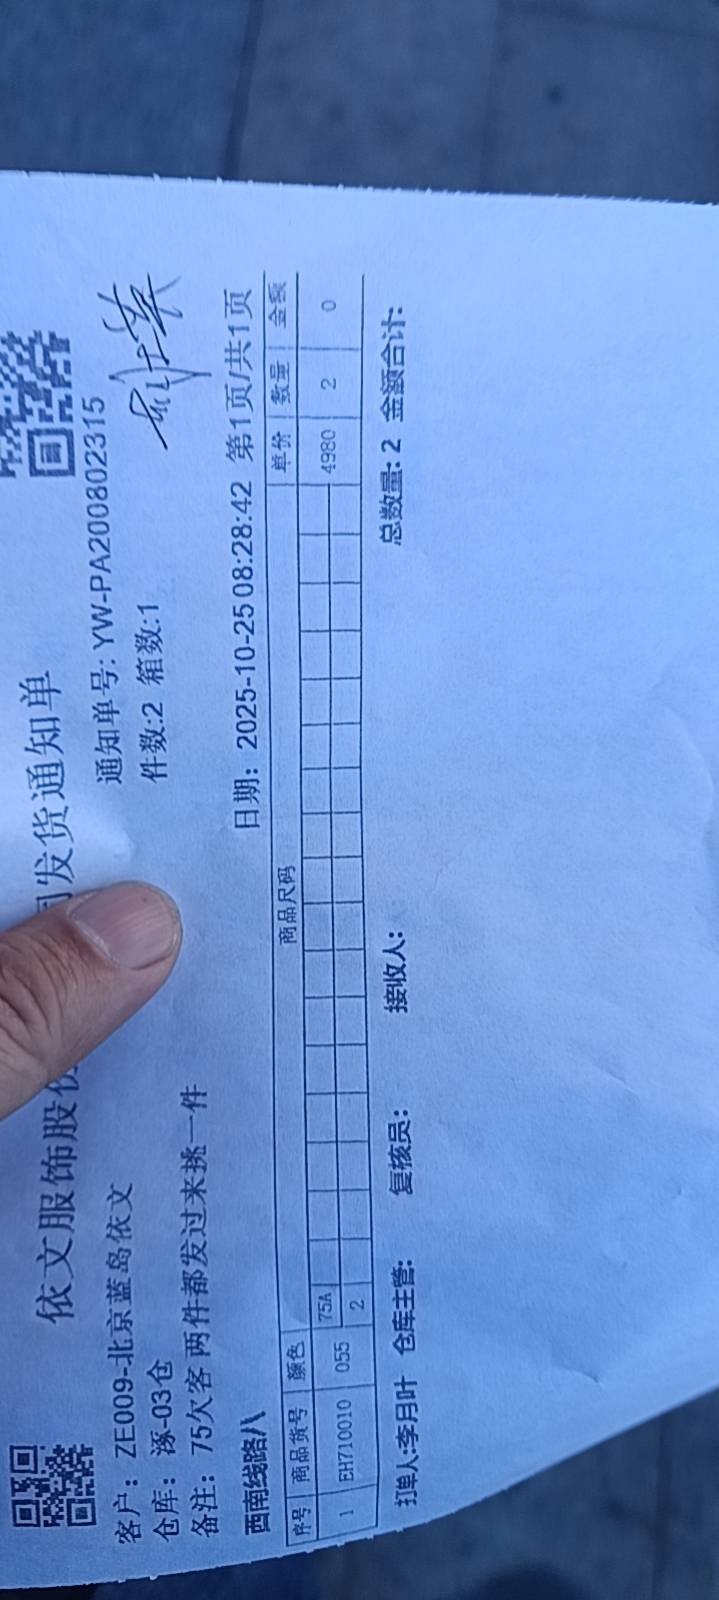 依文服饰股份 司发货通知单
客户： ZE009-北京蓝岛依文 通知单号: YW-PA200802315
仓库： 涿-03仓 件数:2 箱数:1
备注： 75欠客 两件都发过来挑一件
西南线路八 日期： 2025-10-25 08:28:42 第1页/共1页
序号 商品货号 颜色 商品尺码 单价 数量 金额
75A
1 EH710010 055 2 4980 2 0
总数量: 2 金额合计:
打单人:李月叶 仓库主管: 复核员: 接收人: